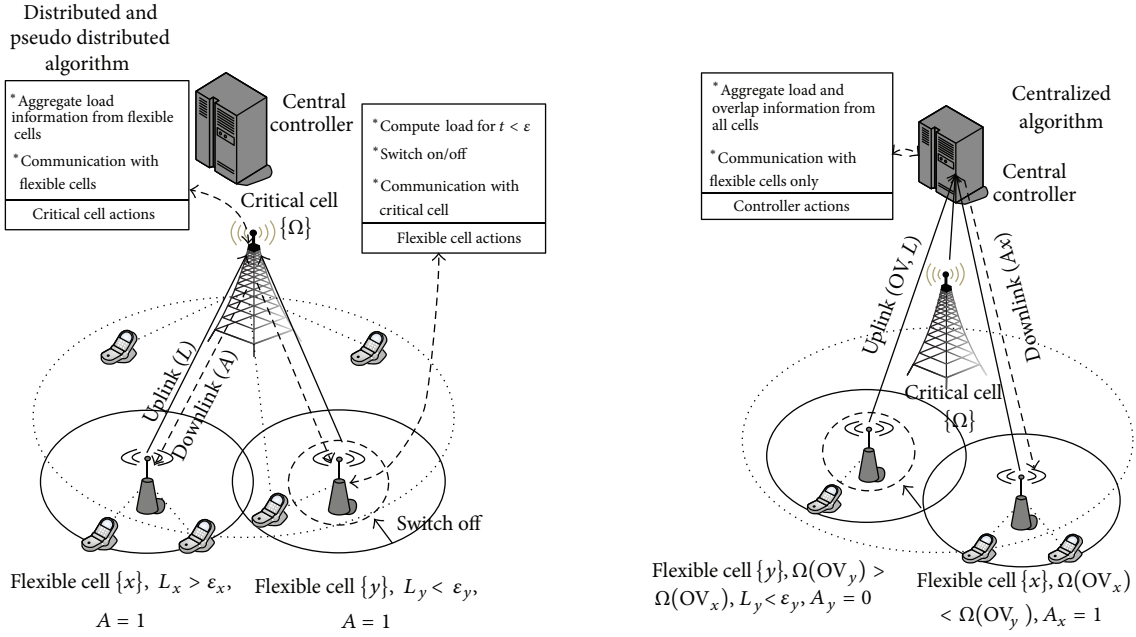 Distributed and
pseudo distributed
algorithm
* Aggregate load
information from flexible
cells
* Communication with
flexible cells
Critical cell actions
Central
controller
* Compute load for t < ε
* Switch on/off
* Communication with
critical cell
Flexible cell actions
Critical cell
{Ω}
Uplink (L)
Downlink (A)
Switch off
Flexible cell {x}, L_x > ε_x,
A = 1
Flexible cell {y}, L_y < ε_y,
A = 1
* Aggregate load and
overlap information from
all cells
* Communication with
flexible cells only
Controller actions
Centralized
algorithm
Central
controller
Uplink (OV, L)
Downlink (Ax)
Critical cell
{Ω}
Flexible cell {y}, Ω(OV_y) >
Ω(OV_x), L_y < ε_y, A_y = 0
Flexible cell {x}, Ω(OV_x)
< Ω(OV_y), A_x = 1